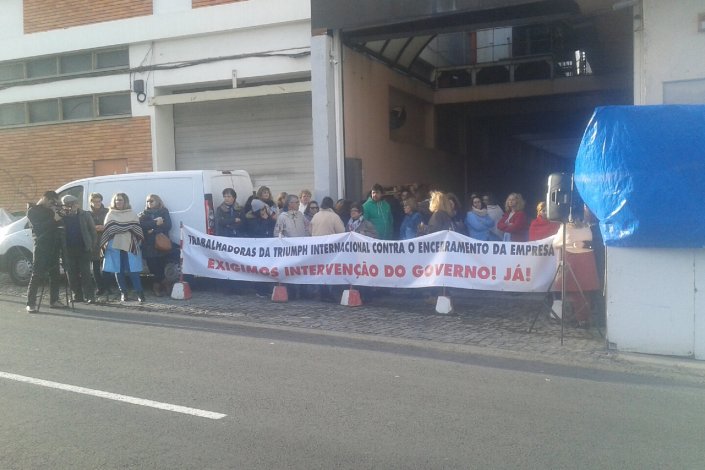 TRABALHADORAS DA TRIUMPH INTERNACIONAL CONTRA O ENCERRAMENTO DA EMPRESA
EXIGIMOS INTERVENÇÃO DO GOVERNO! JÁ!